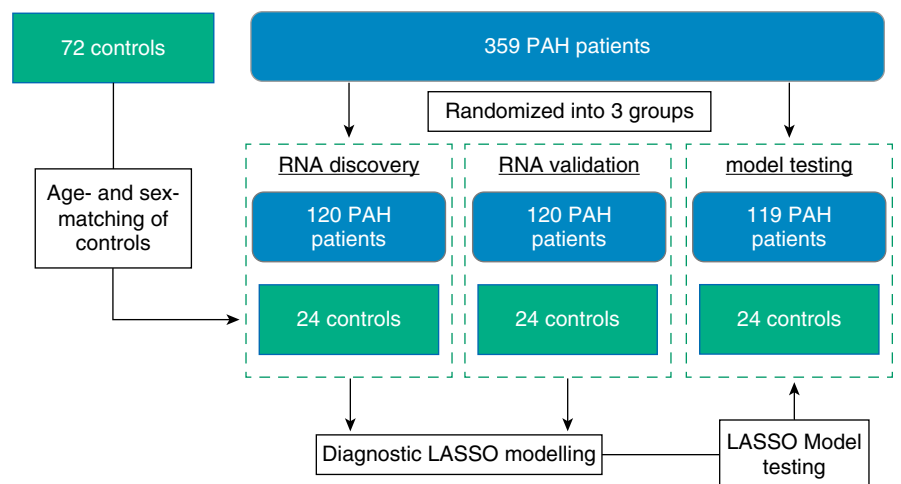 72 controls
359 PAH patients
Randomized into 3 groups
Age- and sex-
matching of
controls
RNA discovery
120 PAH
patients
24 controls
RNA validation
120 PAH
patients
24 controls
model testing
119 PAH
patients
24 controls
Diagnostic LASSO modelling
LASSO Model
testing